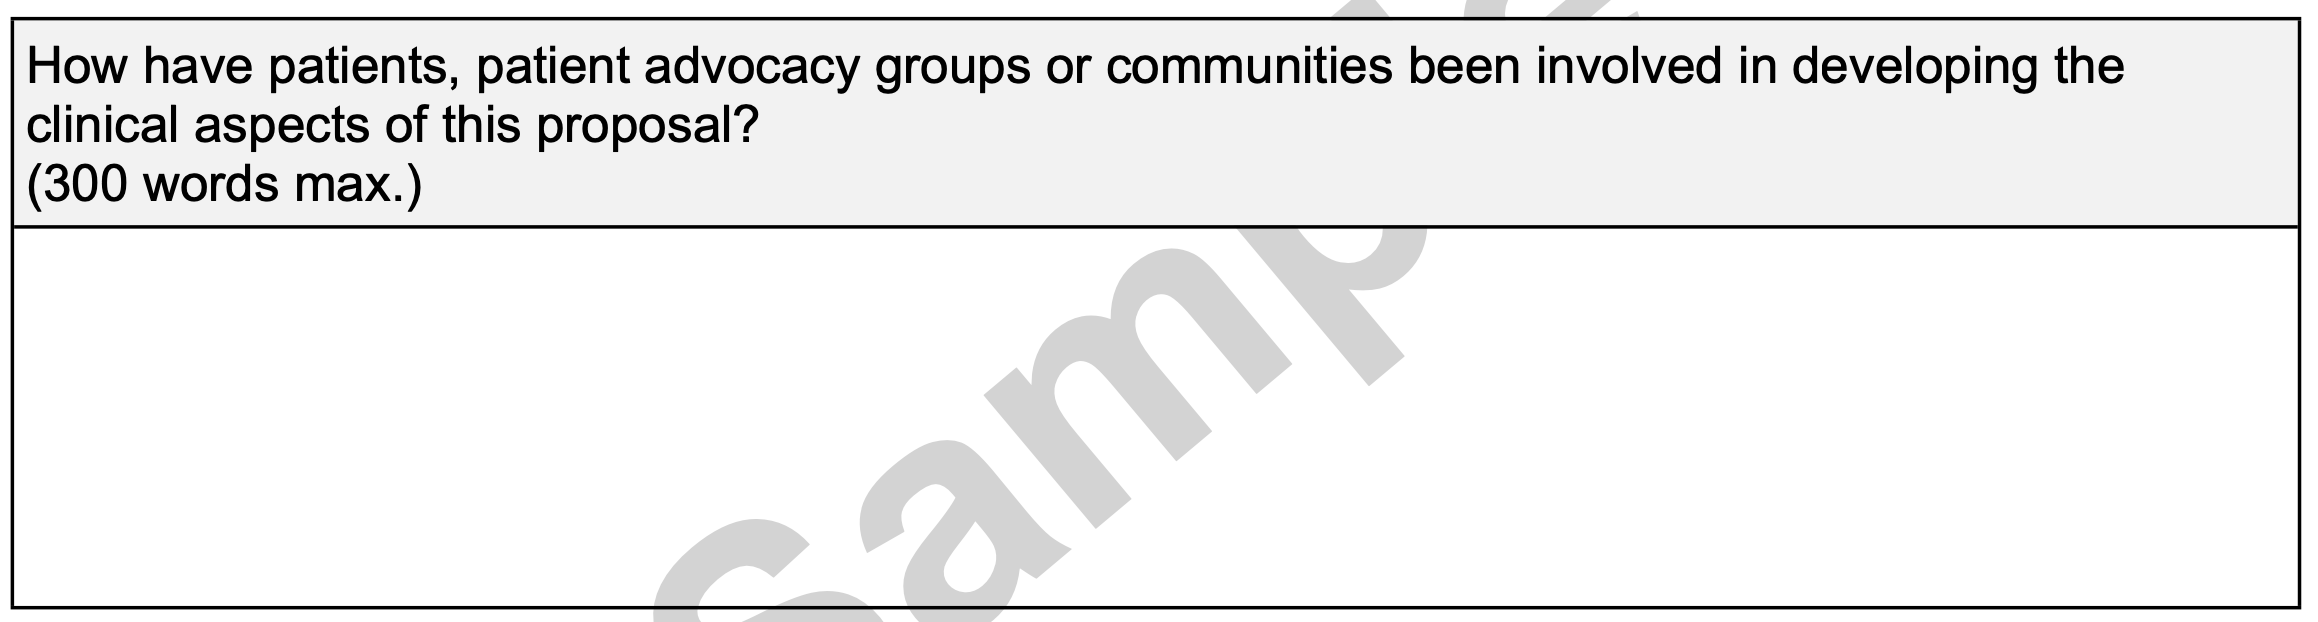 How have patients, patient advocacy groups or communities been involved in developing the
clinical aspects of this proposal?
(300 words max.)
Samp